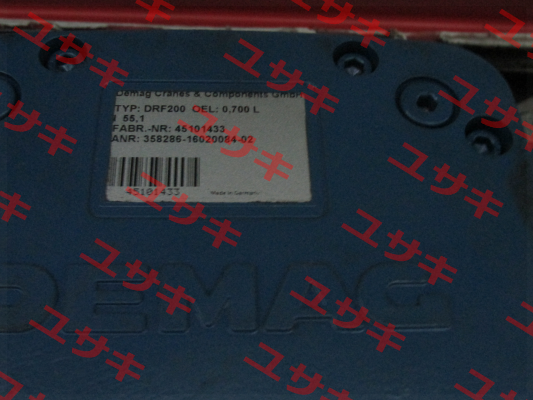 Demag Cranes & Components GmbH
TYP: DRF200 OEL: 0,700 L
i 55,1
FABR.-NR: 45101433
ANR: 358286-16020084-02
45101433
Made in Germany
DEMAG
ユサキ